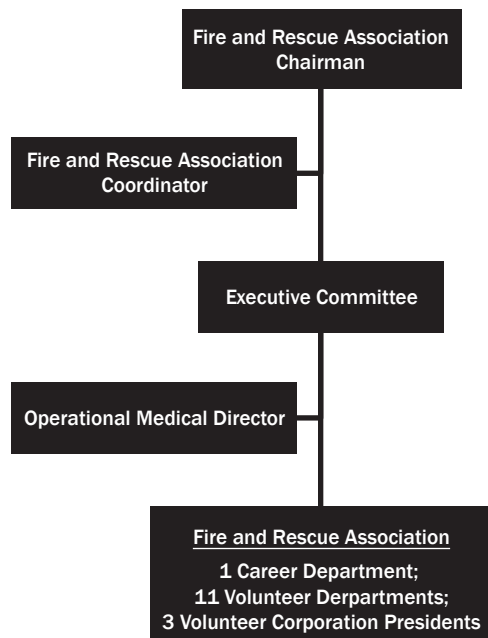 Fire and Rescue Association
Chairman
Fire and Rescue Association
Coordinator
Executive Committee
Operational Medical Director
Fire and Rescue Association
1 Career Department;
11 Volunteer Derpartments;
3 Volunteer Corporation Presidents